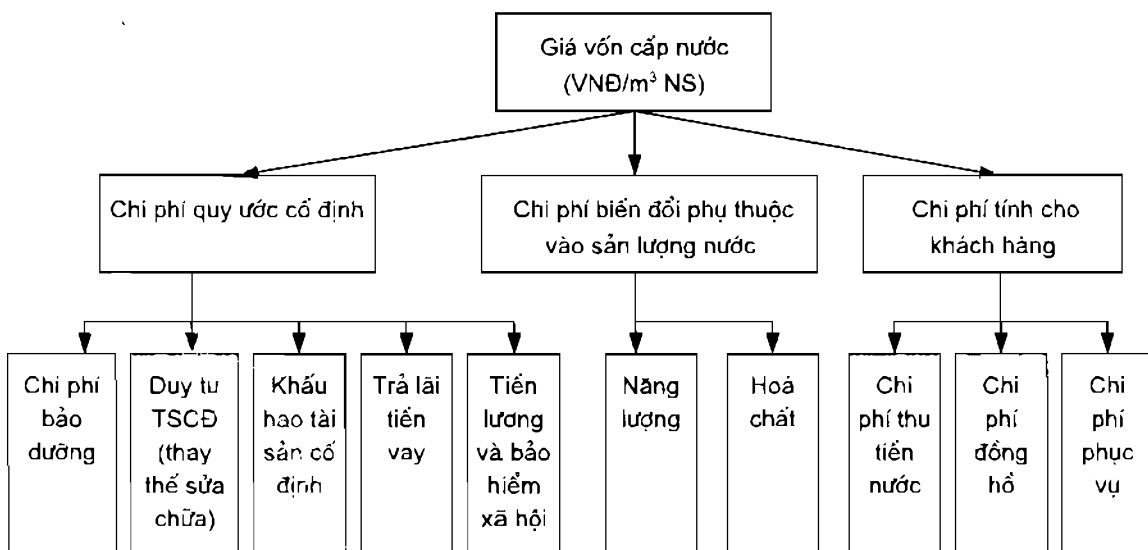 Giá vốn cấp nước
(VNĐ/m³ NS)
Chi phí quy ước cố định
Chi phí biến đổi phụ thuộc
vào sản lượng nước
Chi phí tính cho
khách hàng
Chi phí
bảo
dưỡng
Duy tư
TSCĐ
(thay
thế sửa
chữa)
Khấu
hao tài
sản cố
định
Trả lãi
tiền
vay
Tiền
lương
và bảo
hiểm
xã hội
Năng
lượng
Hoá
chất
Chi
phí thu
tiền
nước
Chi
phí
đồng
hồ
Chi
phí
phục
vụ